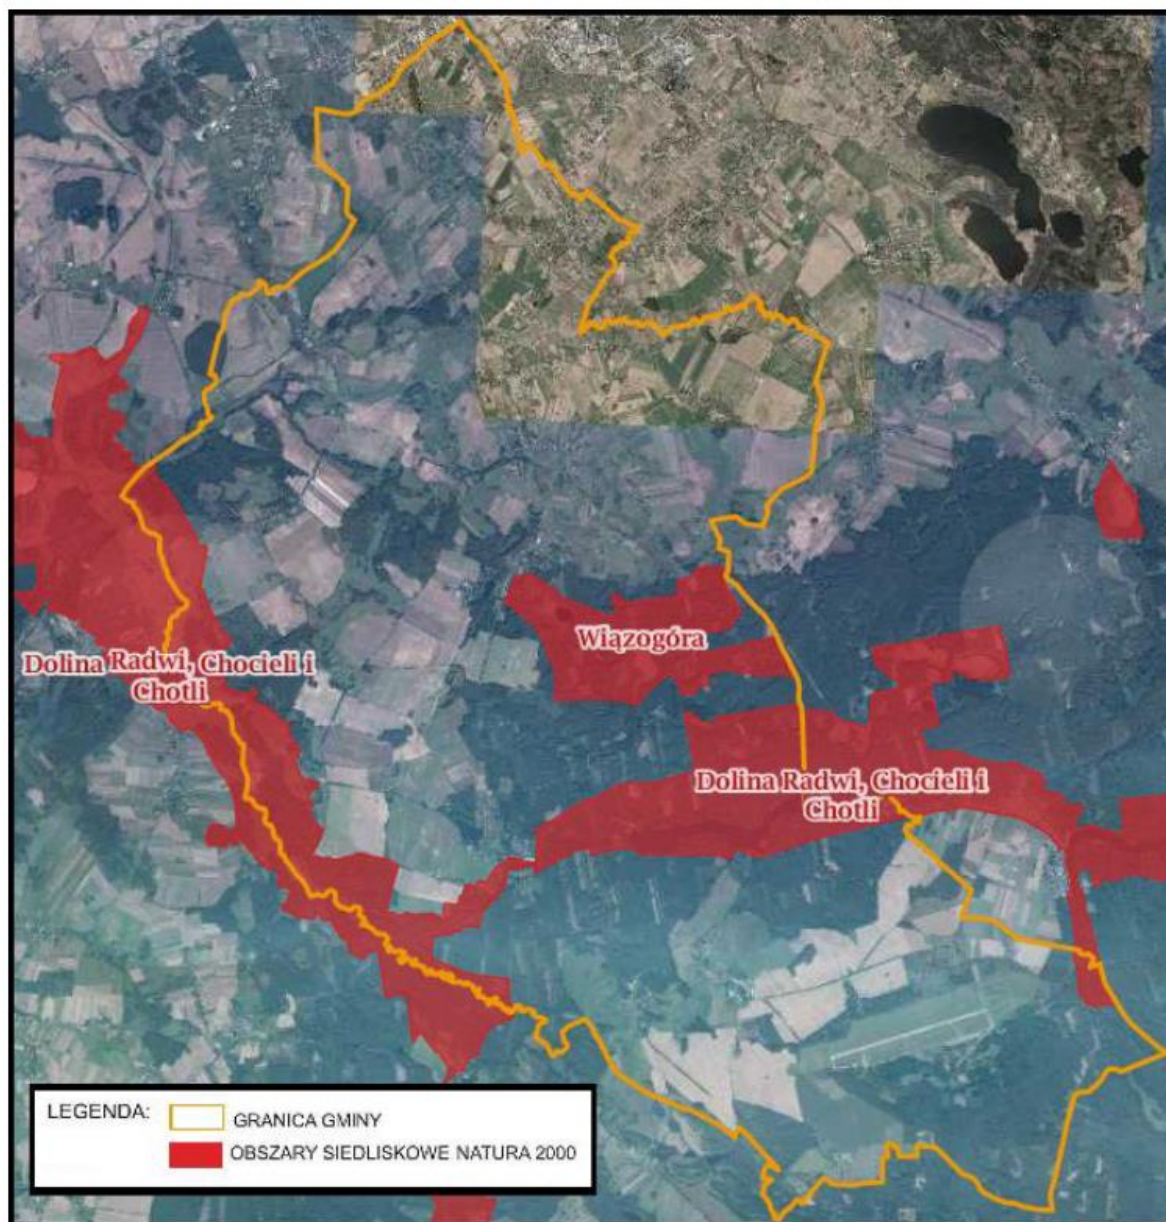 Wiązogóra
Dolina Radwi, Chocieli i
Chotli
Dolina Radwi, Chocieli i
Chotli
LEGENDA:
GRANICA GMINY
OBSZARY SIEDLISKOWE NATURA 2000